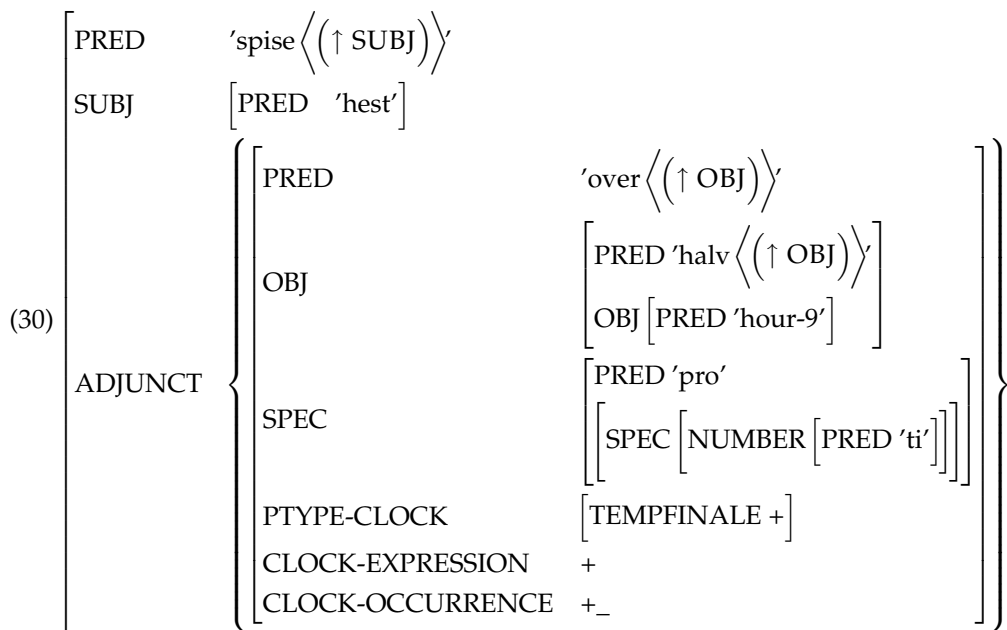 PRED ’spise⟨(↑ SUBJ)⟩’
SUBJ [PRED ’hest’]
PRED ’over⟨(↑ OBJ)⟩’
PRED ’halv⟨(↑ OBJ)⟩’
OBJ
OBJ [PRED ’hour-9’]
(30)
PRED ’pro’
ADJUNCT
SPEC
[SPEC [NUMBER [PRED ’ti’]]]
PTYPE-CLOCK [TEMPFINALE +]
CLOCK-EXPRESSION +
CLOCK-OCCURRENCE +_